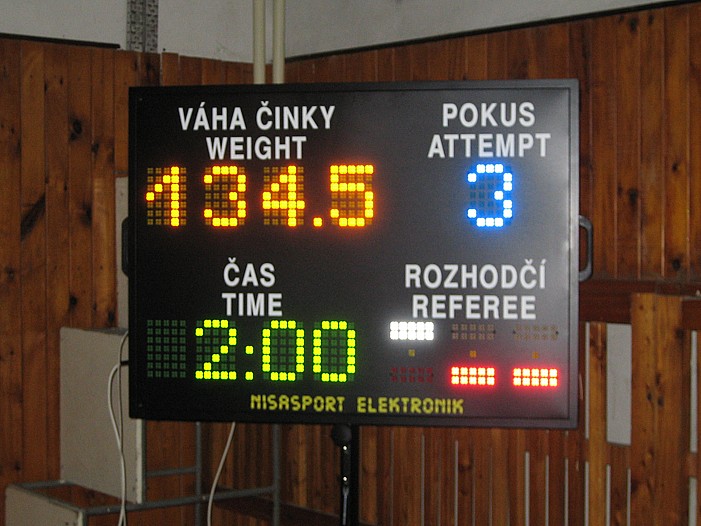 VÁHA ČINKY
WEIGHT
134.5
POKUS
ATTEMPT
3
ČAS
TIME
2:00
ROZHODČÍ
REFEREE
NISASPORT ELEKTRONIK